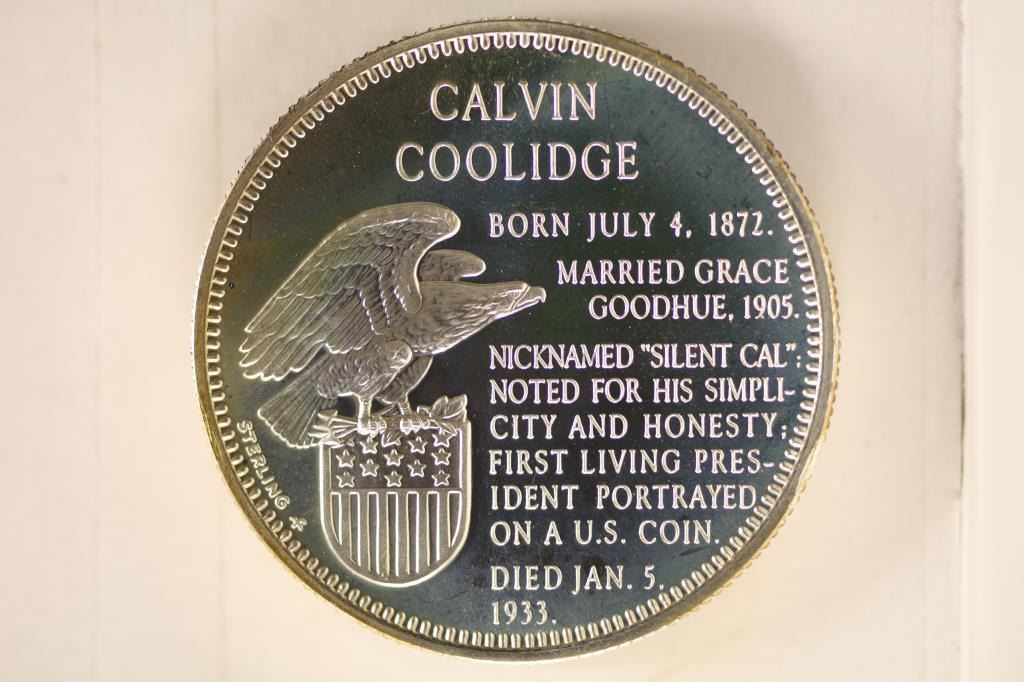 CALVIN
COOLIDGE
BORN JULY 4, 1872.
MARRIED GRACE
GOODHUE, 1905.
NICKNAMED "SILENT CAL";
NOTED FOR HIS SIMPLI-
CITY AND HONESTY;
FIRST LIVING PRES-
IDENT PORTRAYED
ON A U.S. COIN.
DIED JAN. 5,
1933.
STERLING